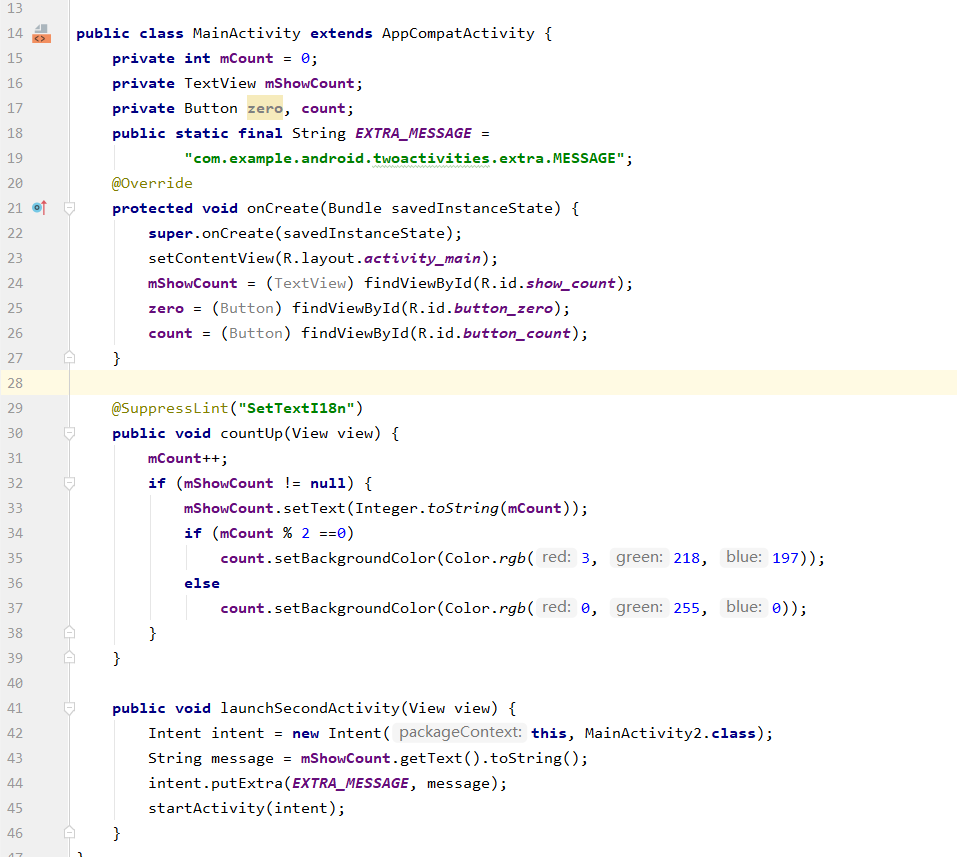 13
14 public class MainActivity extends AppCompatActivity {
15 private int mCount = 0;
16 private TextView mShowCount;
17 private Button zero, count;
18 public static final String EXTRA_MESSAGE =
19 "com.example.android.twoactivities.extra.MESSAGE";
20 @Override
21 protected void onCreate(Bundle savedInstanceState) {
22 super.onCreate(savedInstanceState);
23 setContentView(R.layout.activity_main);
24 mShowCount = (TextView) findViewById(R.id.show_count);
25 zero = (Button) findViewById(R.id.button_zero);
26 count = (Button) findViewById(R.id.button_count);
27 }
28
29 @SuppressLint("SetTextI18n")
30 public void countUp(View view) {
31 mCount++;
32 if (mShowCount != null) {
33 mShowCount.setText(Integer.toString(mCount));
34 if (mCount % 2 ==0)
35 count.setBackgroundColor(Color.rgb( red: 3, green: 218, blue: 197));
36 else
37 count.setBackgroundColor(Color.rgb( red: 0, green: 255, blue: 0));
38 }
39 }
40
41 public void launchSecondActivity(View view) {
42 Intent intent = new Intent( packageContext: this, MainActivity2.class);
43 String message = mShowCount.getText().toString();
44 intent.putExtra(EXTRA_MESSAGE, message);
45 startActivity(intent);
46 }
47 }